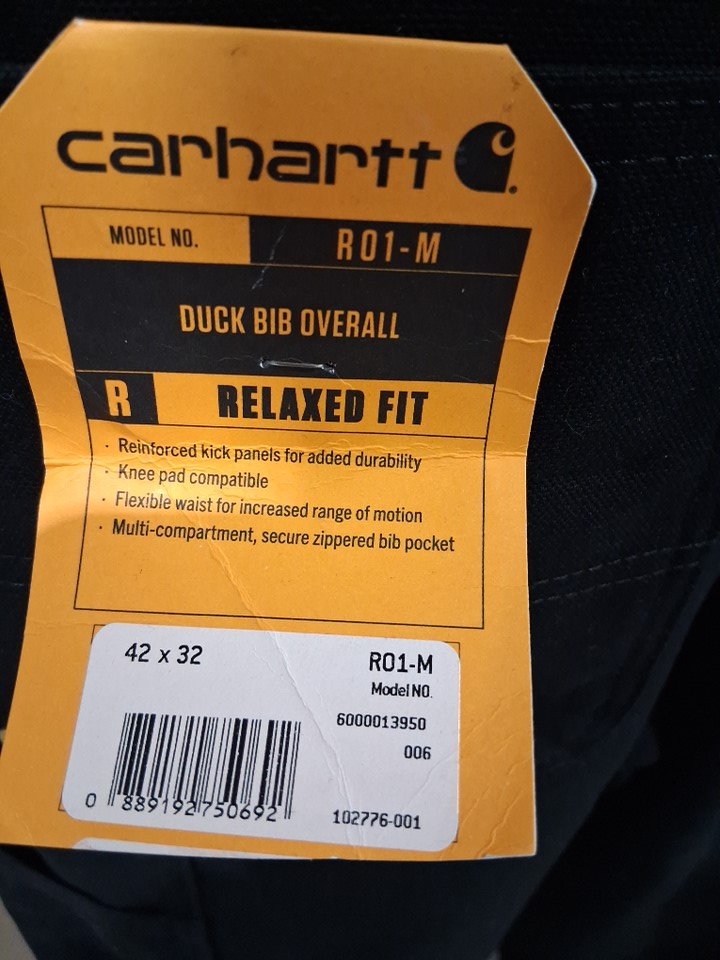 carhartt
MODEL NO. R01-M
DUCK BIB OVERALL
R RELAXED FIT
· Reinforced kick panels for added durability
· Knee pad compatible
· Flexible waist for increased range of motion
· Multi-compartment, secure zippered bib pocket
42 x 32 R01-M
Model NO.
6000013950
006
0 889192750692
102776-001